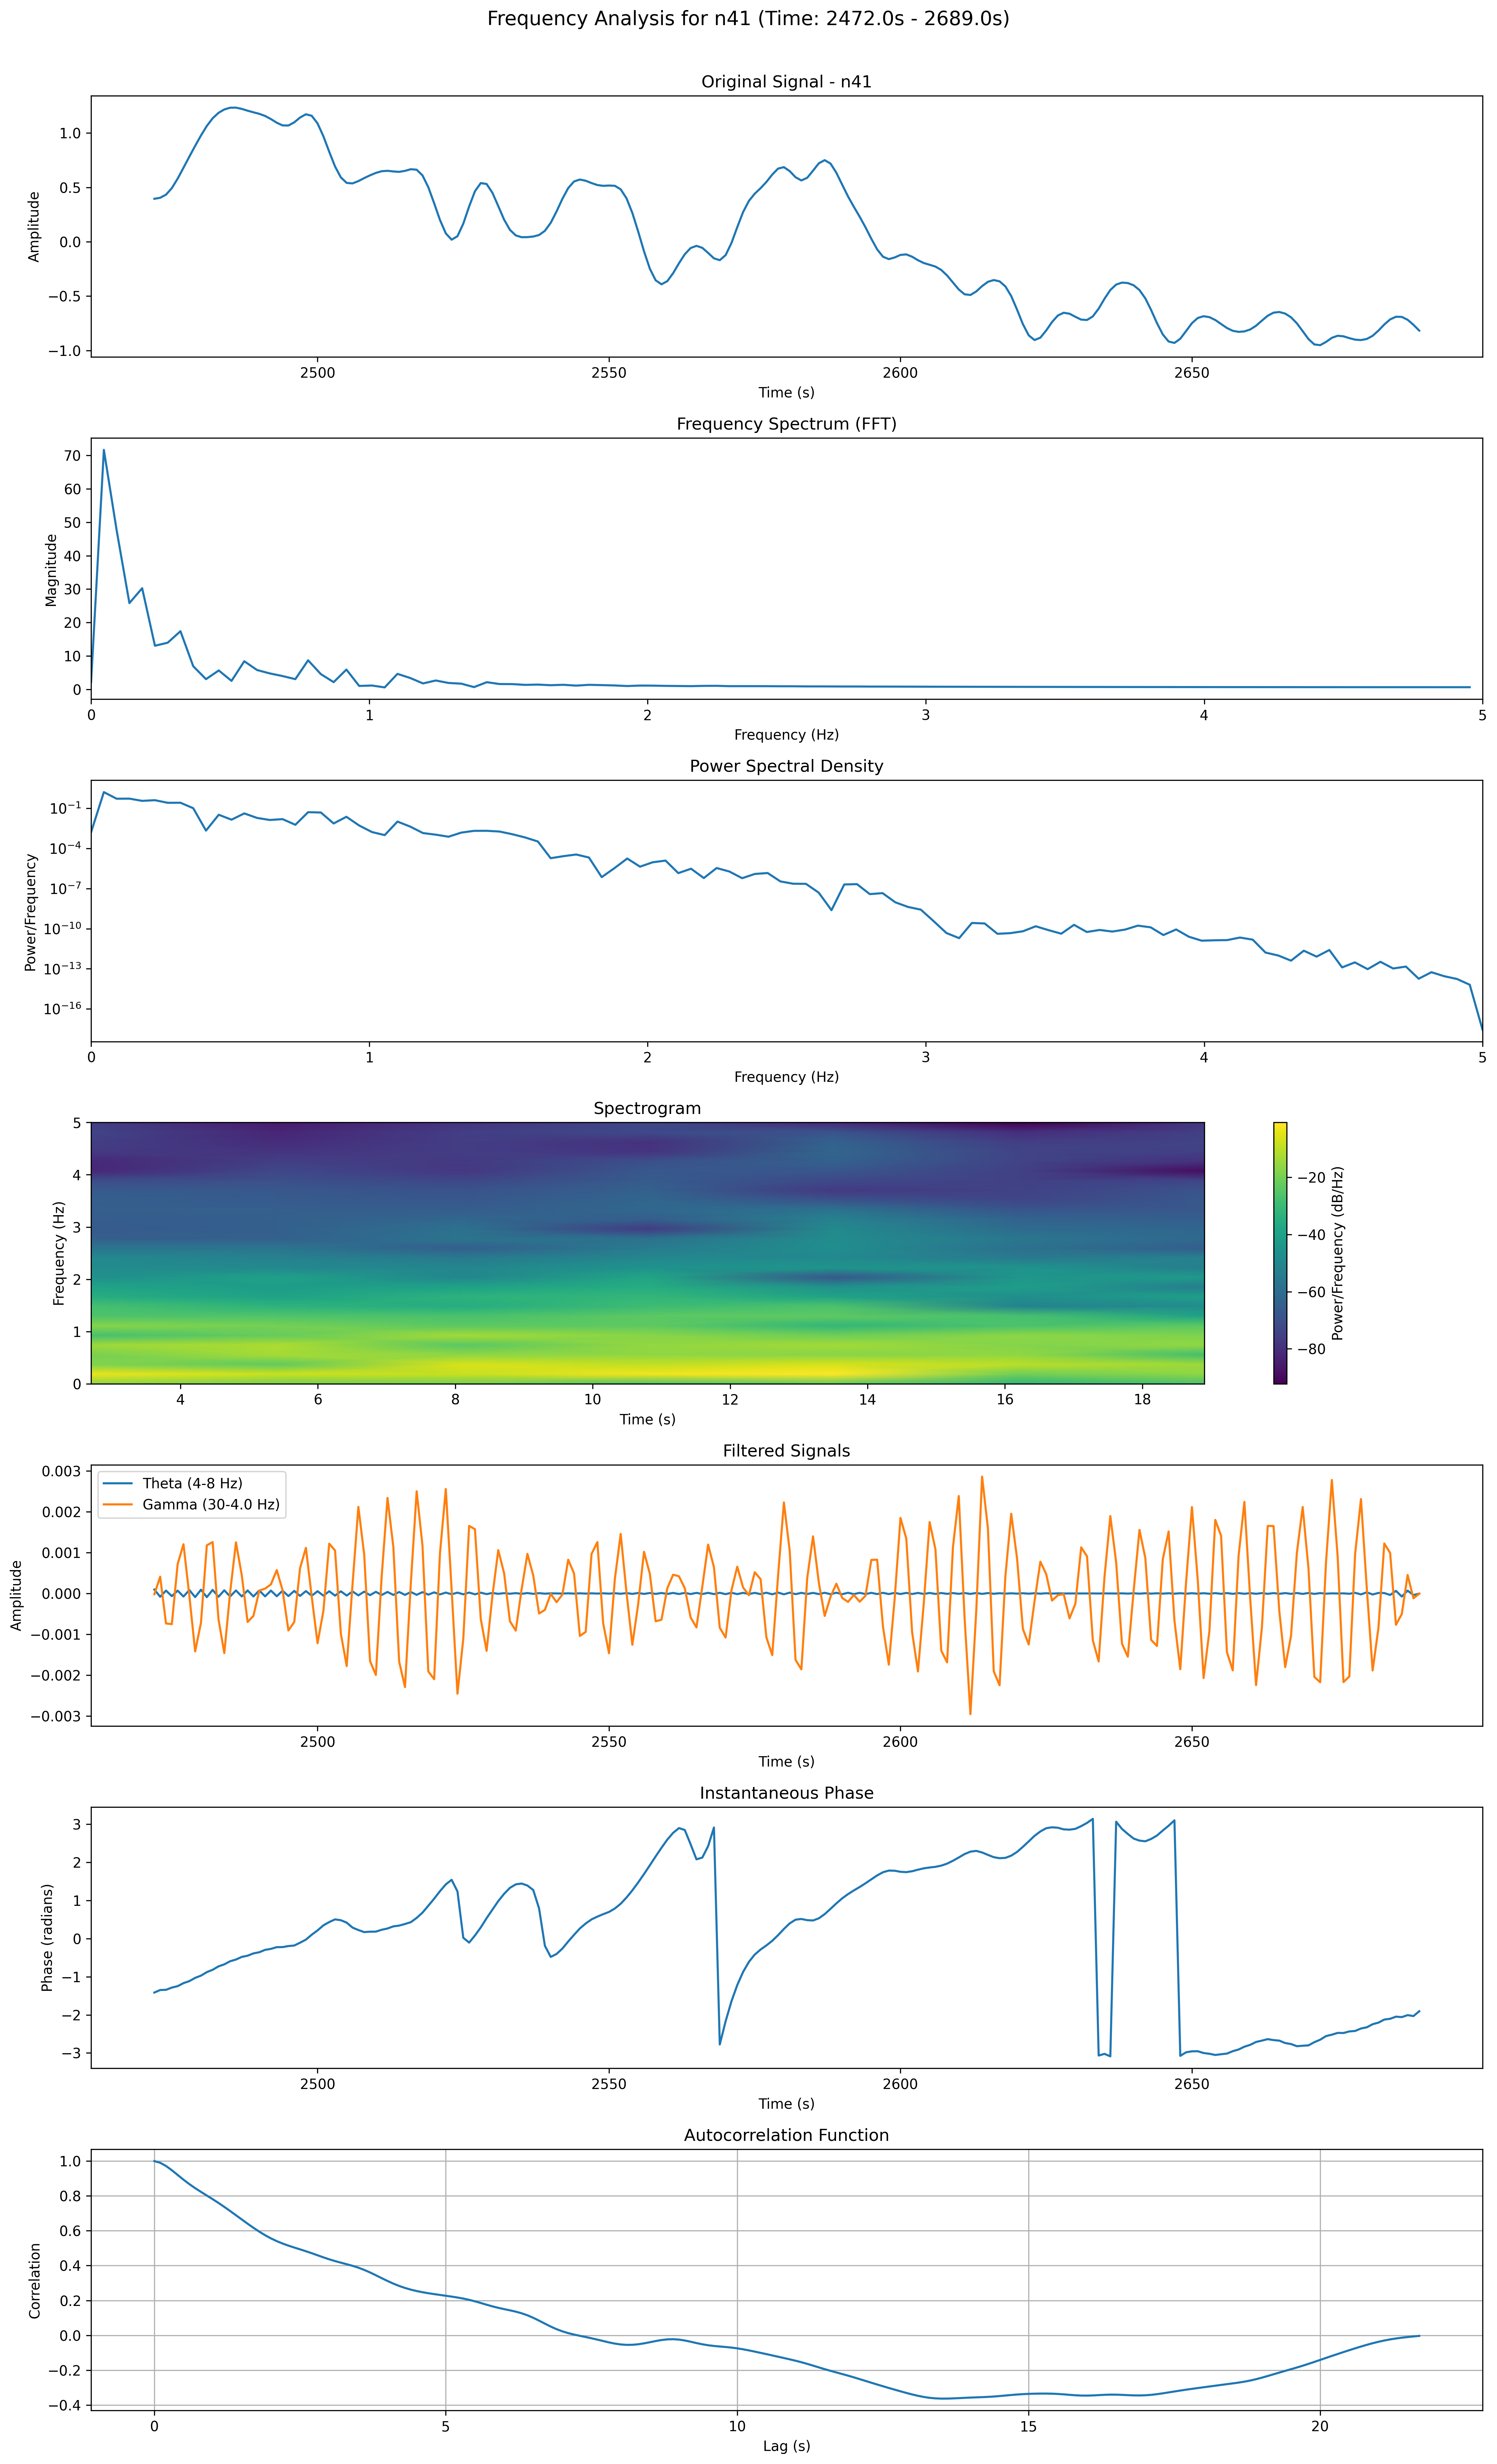 Frequency Analysis for n41 (Time: 2472.0s - 2689.0s)
Original Signal - n41
Amplitude
1.0
0.5
0.0
−0.5
−1.0
2500 2550 2600 2650
Time (s)
Frequency Spectrum (FFT)
Magnitude
70
60
50
40
30
20
10
0
0 1 2 3 4 5
Frequency (Hz)
Power Spectral Density
Power/Frequency
10⁻¹
10⁻⁴
10⁻⁷
10⁻¹⁰
10⁻¹³
10⁻¹⁶
0 1 2 3 4 5
Frequency (Hz)
Spectrogram
Frequency (Hz)
5
4
3
2
1
0
4 6 8 10 12 14 16 18
Time (s)
−20
−40
−60
−80
Power/Frequency (dB/Hz)
Filtered Signals
Theta (4-8 Hz)
Gamma (30-4.0 Hz)
Amplitude
0.003
0.002
0.001
0.000
−0.001
−0.002
−0.003
2500 2550 2600 2650
Time (s)
Instantaneous Phase
Phase (radians)
3
2
1
0
−1
−2
−3
2500 2550 2600 2650
Time (s)
Autocorrelation Function
Correlation
1.0
0.8
0.6
0.4
0.2
0.0
−0.2
−0.4
0 5 10 15 20
Lag (s)